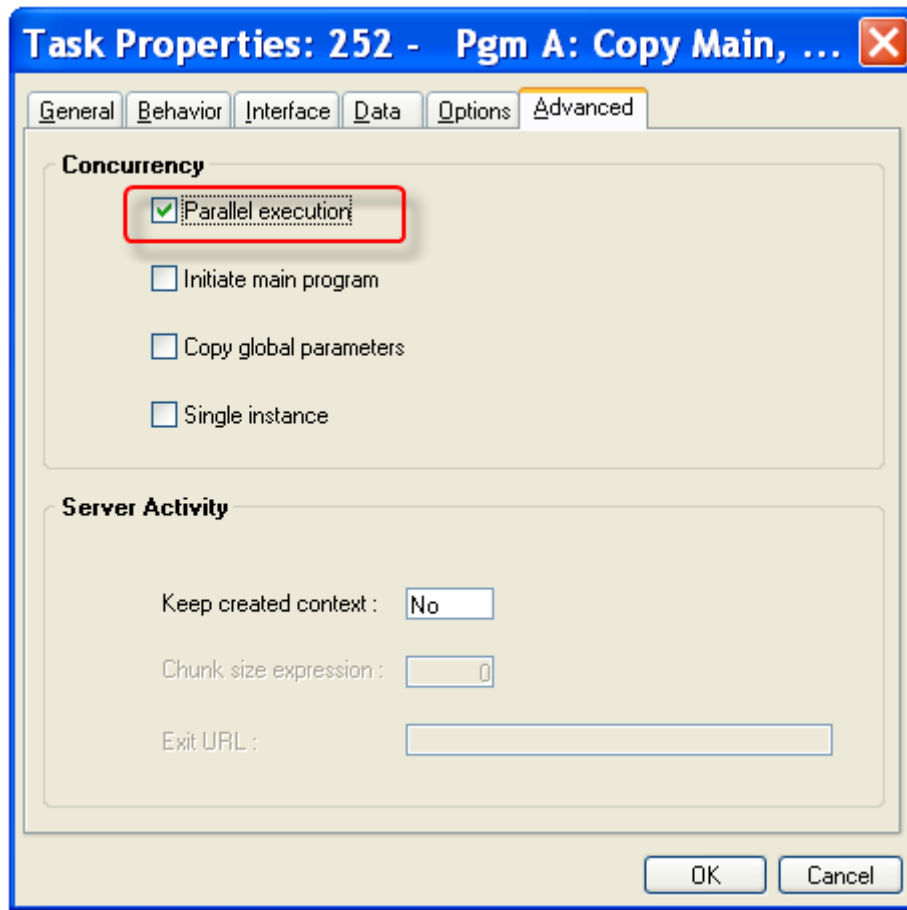 Task Properties: 252 - Pgm A: Copy Main, ...
General Behavior Interface Data Options Advanced
Concurrency
Parallel execution
Initiate main program
Copy global parameters
Single instance
Server Activity
Keep created context : No
Chunk size expression : 0
Exit URL :
OK Cancel